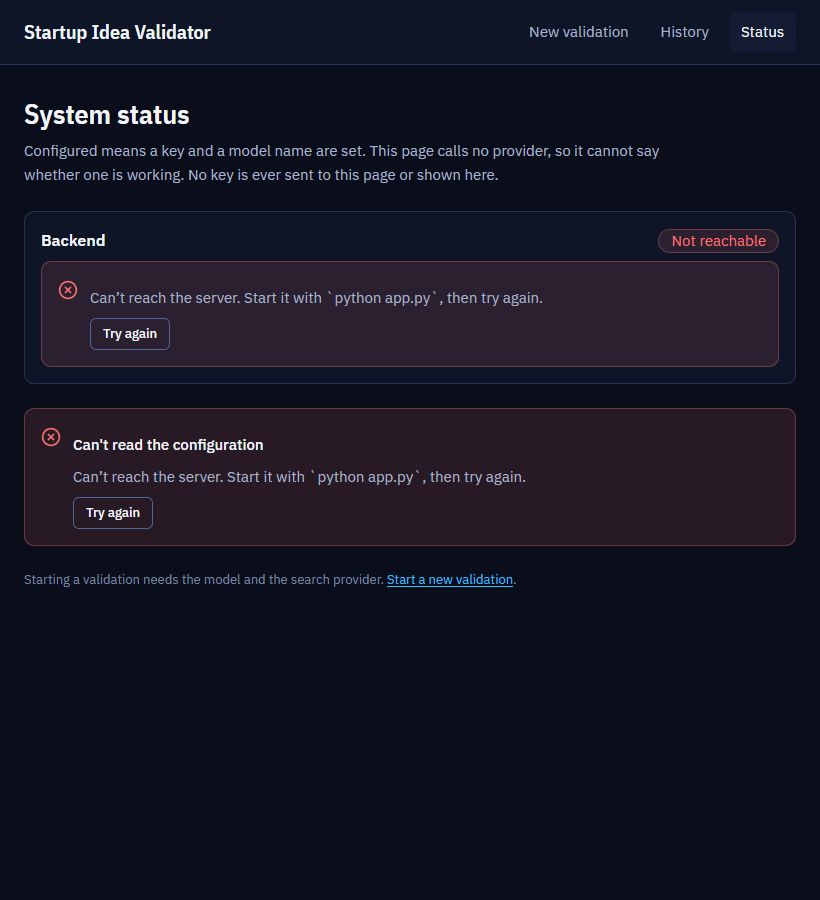 Startup Idea Validator
New validation
History
Status
System status
Configured means a key and a model name are set. This page calls no provider, so it cannot say
whether one is working. No key is ever sent to this page or shown here.
Backend
Not reachable
Can’t reach the server. Start it with `python app.py`, then try again.
Try again
Can't read the configuration
Can’t reach the server. Start it with `python app.py`, then try again.
Try again
Starting a validation needs the model and the search provider. Start a new validation.